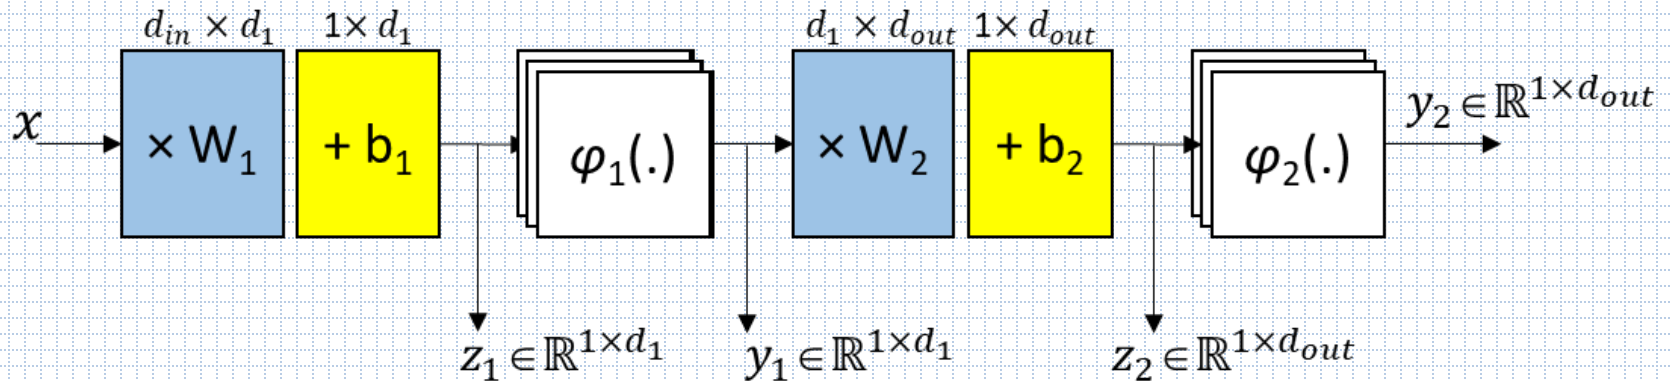 d_in × d_1 1× d_1 d_1 × d_out 1× d_out
x × W_1 + b_1 φ_1(.) × W_2 + b_2 φ_2(.) y_2 ∈ ℝ^{1×d_out}
z_1 ∈ ℝ^{1×d_1} y_1 ∈ ℝ^{1×d_1} z_2 ∈ ℝ^{1×d_out}